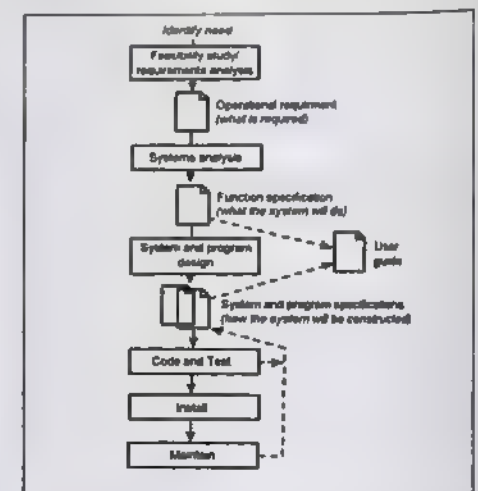 Identify need
Feasibility study/
requirements analysis
Operational requirement
(what is required)
Systems analysis
Function specification
(what the system will do)
System and program
design
User
guide
System and program specifications
(how the system will be constructed)
Code and Test
Install
Maintain